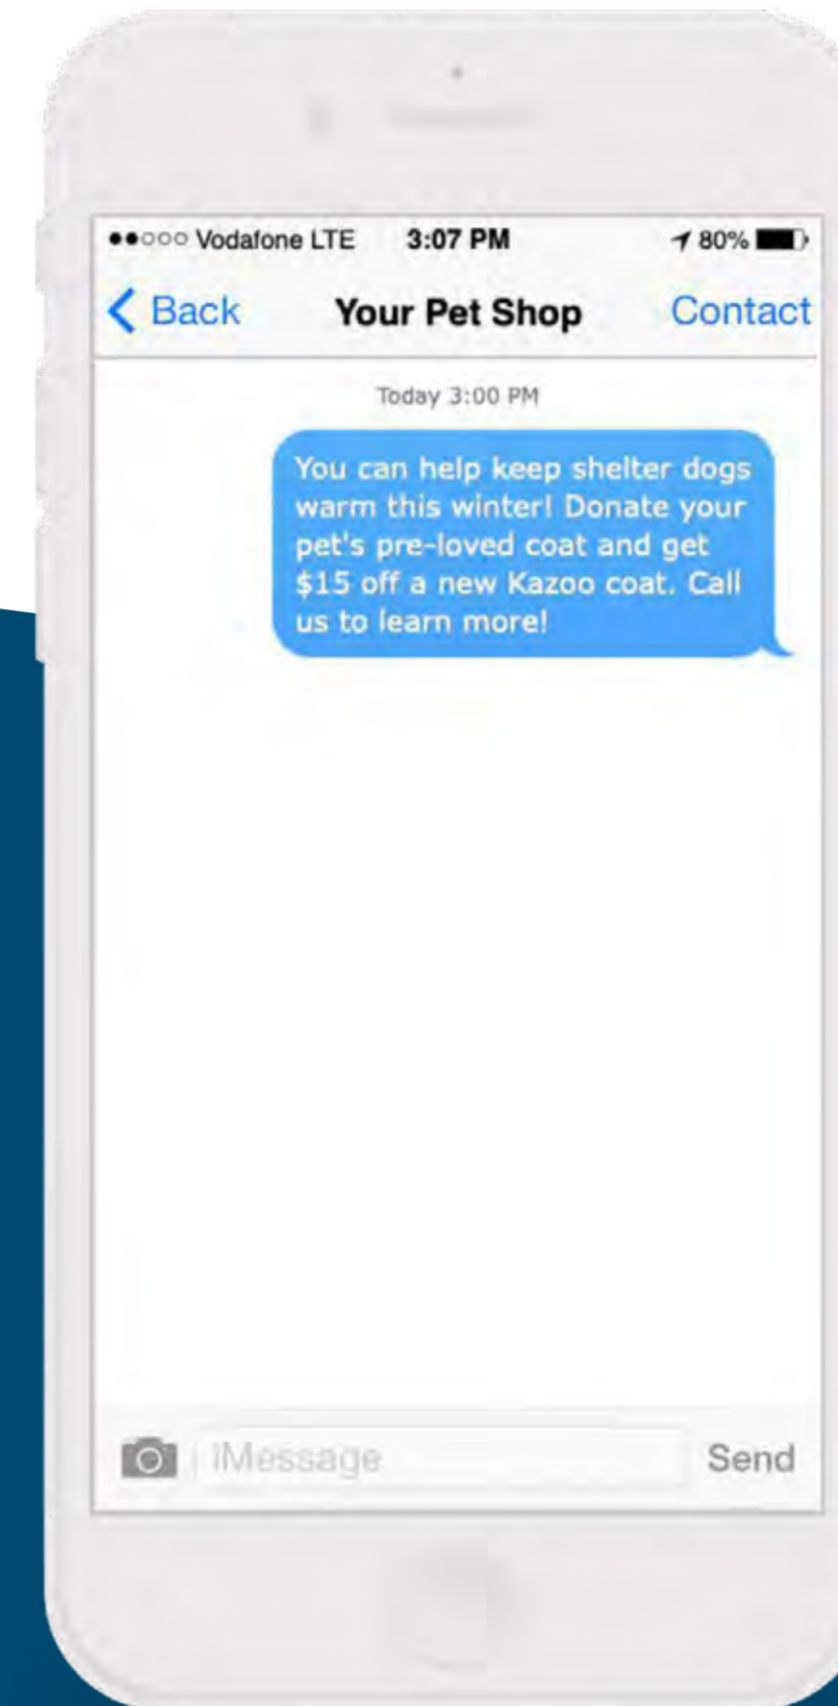 Vodafone LTE 3:07 PM 80%
Back Your Pet Shop Contact
Today 3:00 PM
You can help keep shelter dogs
warm this winter! Donate your
pet's pre-loved coat and get
$15 off a new Kazoo coat. Call
us to learn more!
iMessage Send